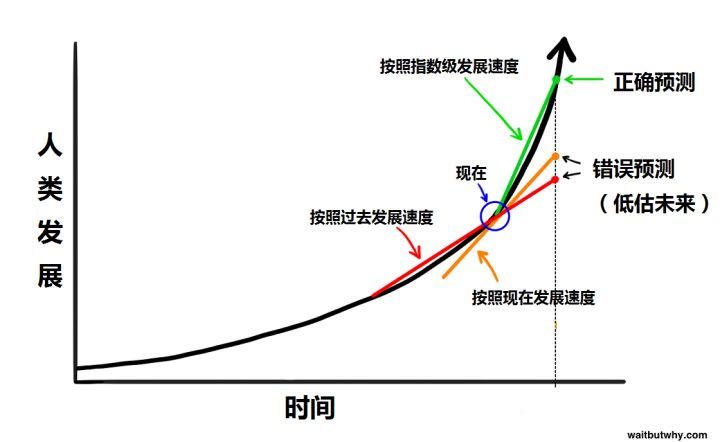 按照指数级发展速度
正确预测
现在
错误预测
（低估未来）
按照过去发展速度
按照现在发展速度
人类发展
时间
waitbutwhy.com